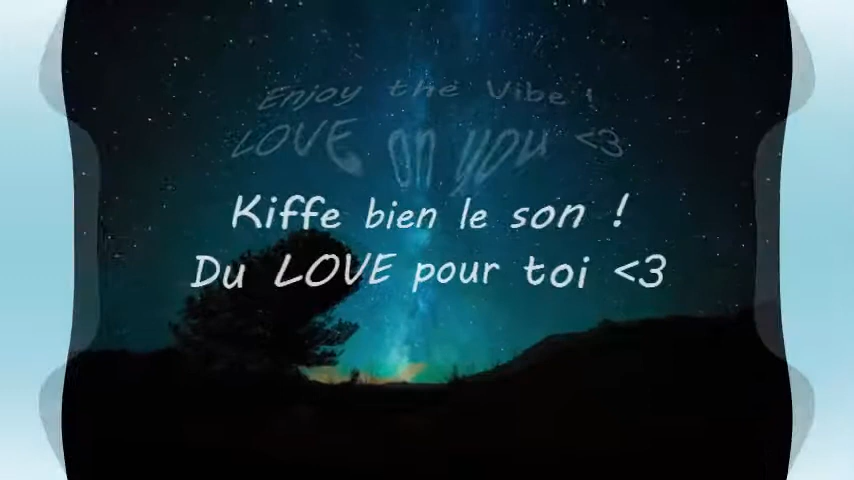 Enjoy the Vibe !
LOVE on you <3
Kiffe bien le son !
Du LOVE pour toi <3